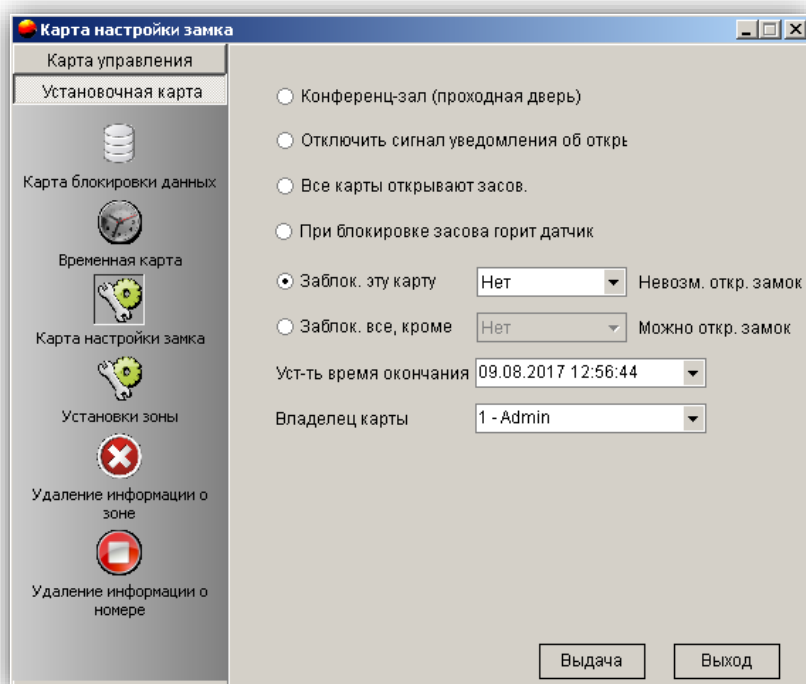 Карта настройки замка
Карта управления
Установочная карта
Карта блокировки данных
Временная карта
Карта настройки замка
Установки зоны
Удаление информации о
зоне
Удаление информации о
номере
Конференц-зал (проходная дверь)
Отключить сигнал уведомления об откры
Все карты открывают засов.
При блокировке засова горит датчик
Заблок. эту карту Нет Невозм. откр. замок
Заблок. все, кроме Нет Можно откр. замок
Уст-ть время окончания 09.08.2017 12:56:44
Владелец карты 1 - Admin
Выдача Выход